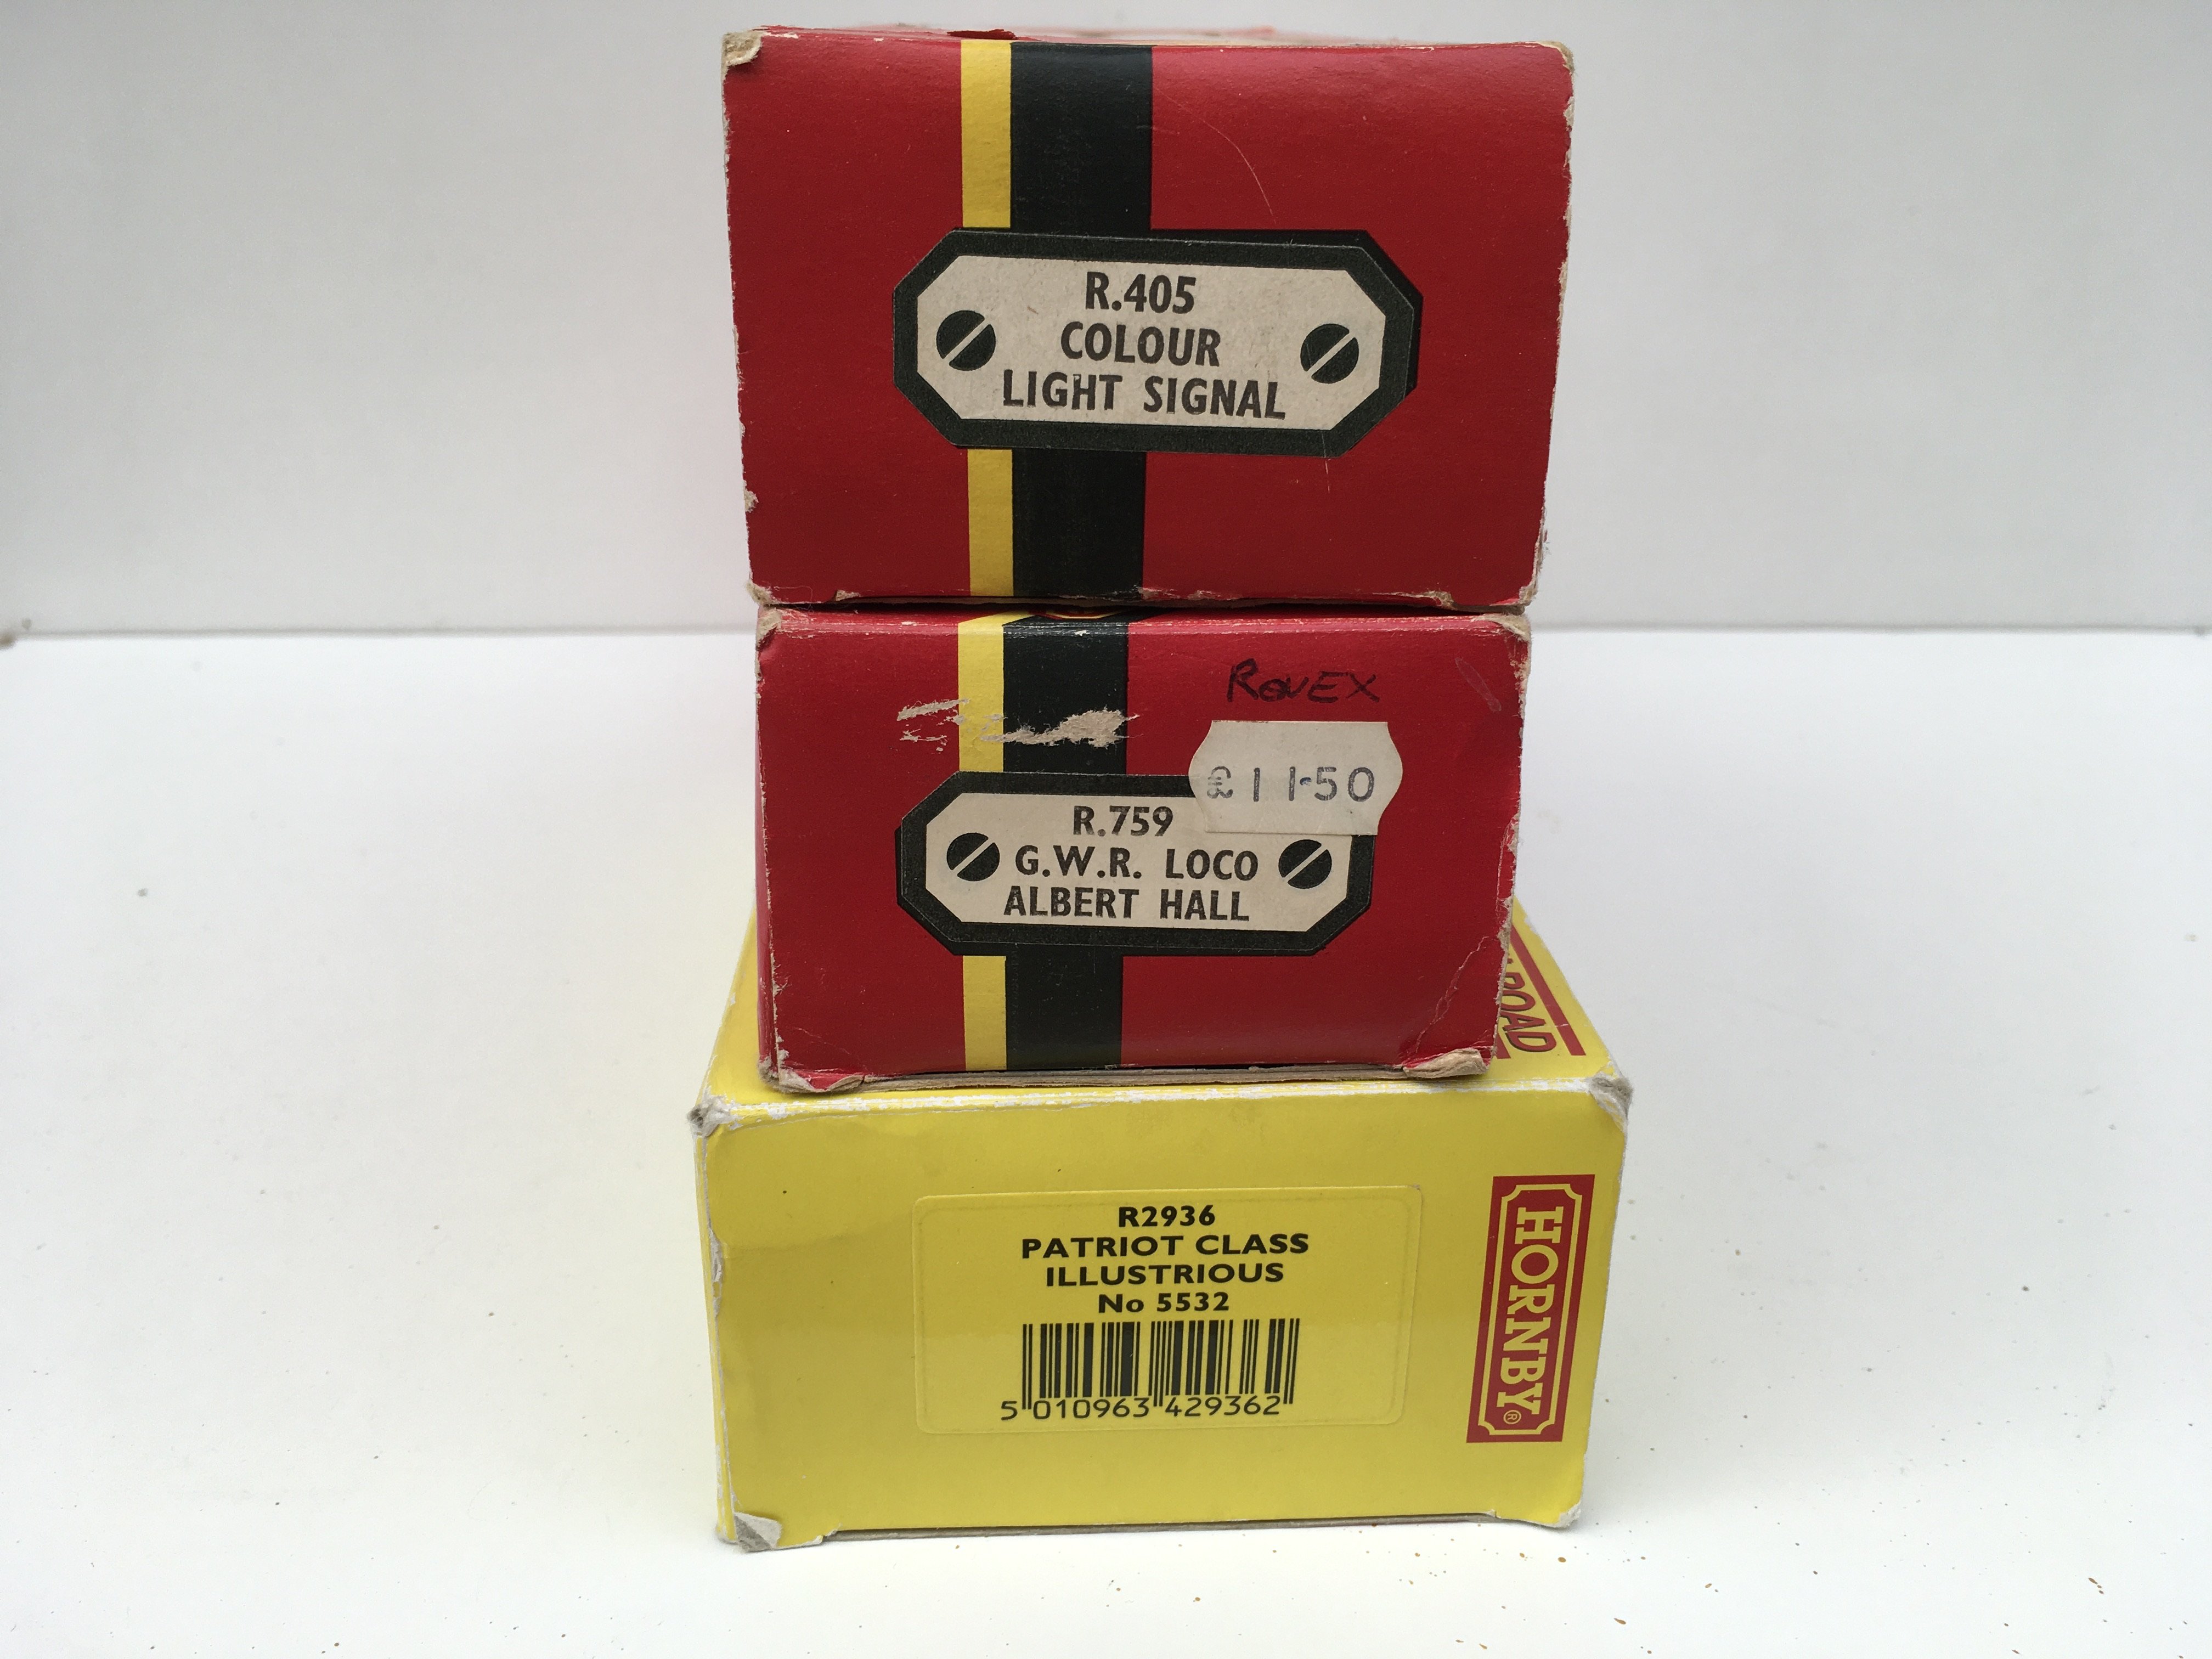 R.405
COLOUR
LIGHT SIGNAL
RovEX
£11.50
R.759
G.W.R. LOCO
ALBERT HALL
ROAD
R2936
PATRIOT CLASS
ILLUSTRIOUS
No 5532
5 010963 429362
HORNBY®